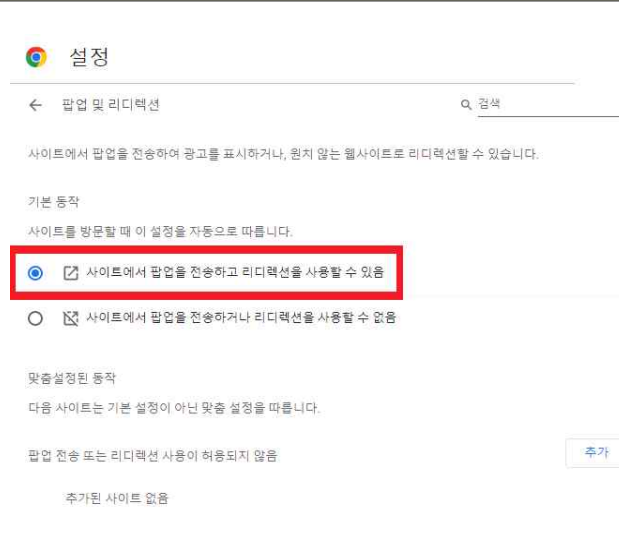 설정
팝업 및 리디렉션
검색
사이트에서 팝업을 전송하여 광고를 표시하거나, 원치 않는 웹사이트로 리디렉션할 수 있습니다.
기본 동작
사이트를 방문할 때 이 설정을 자동으로 따릅니다.
사이트에서 팝업을 전송하고 리디렉션을 사용할 수 있음
사이트에서 팝업을 전송하거나 리디렉션을 사용할 수 없음
맞춤설정된 동작
다음 사이트는 기본 설정이 아닌 맞춤 설정을 따릅니다.
팝업 전송 또는 리디렉션 사용이 허용되지 않음
추가
추가된 사이트 없음